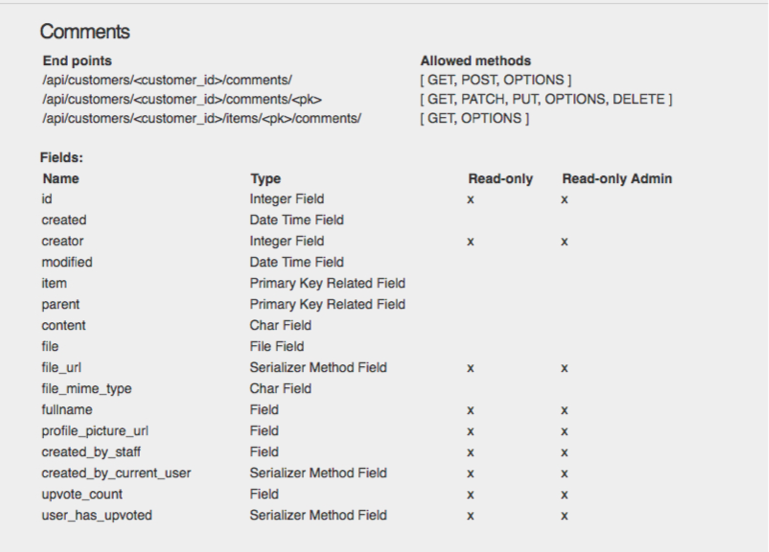 Comments
End points Allowed methods
/api/customers/<customer_id>/comments/ [ GET, POST, OPTIONS ]
/api/customers/<customer_id>/comments/<pk> [ GET, PATCH, PUT, OPTIONS, DELETE ]
/api/customers/<customer_id>/items/<pk>/comments/ [ GET, OPTIONS ]
Fields:
Name Type Read-only Read-only Admin
id Integer Field x x
created Date Time Field
creator Integer Field x x
modified Date Time Field
item Primary Key Related Field
parent Primary Key Related Field
content Char Field
file File Field
file_url Serializer Method Field x x
file_mime_type Char Field
fullname Field x x
profile_picture_url Field x x
created_by_staff Field x x
created_by_current_user Serializer Method Field x x
upvote_count Field x x
user_has_upvoted Serializer Method Field x x